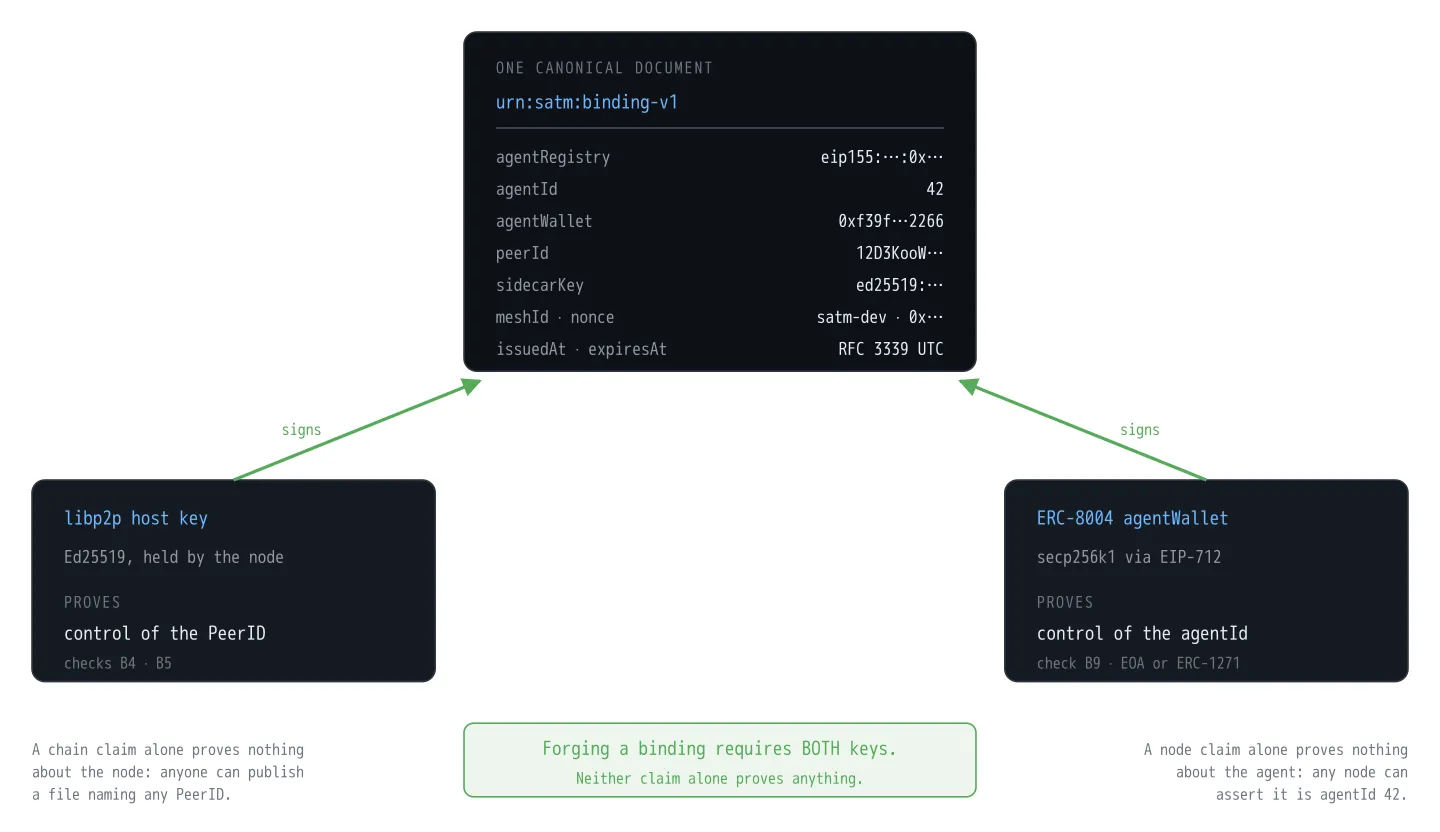 ONE CANONICAL DOCUMENT
urn:satm:binding-v1
agentRegistry eip155:···:0x···
agentId 42
agentWallet 0xf39f···2266
peerId 12D3KooW···
sidecarKey ed25519:···
meshId · nonce satm-dev · 0x···
issuedAt · expiresAt RFC 3339 UTC
signs
signs
libp2p host key
Ed25519, held by the node
PROVES
control of the PeerID
checks B4 · B5
ERC-8004 agentWallet
secp256k1 via EIP-712
PROVES
control of the agentId
check B9 · EOA or ERC-1271
A chain claim alone proves nothing
about the node: anyone can publish
a file naming any PeerID.
Forging a binding requires BOTH keys.
Neither claim alone proves anything.
A node claim alone proves nothing
about the agent: any node can
assert it is agentId 42.